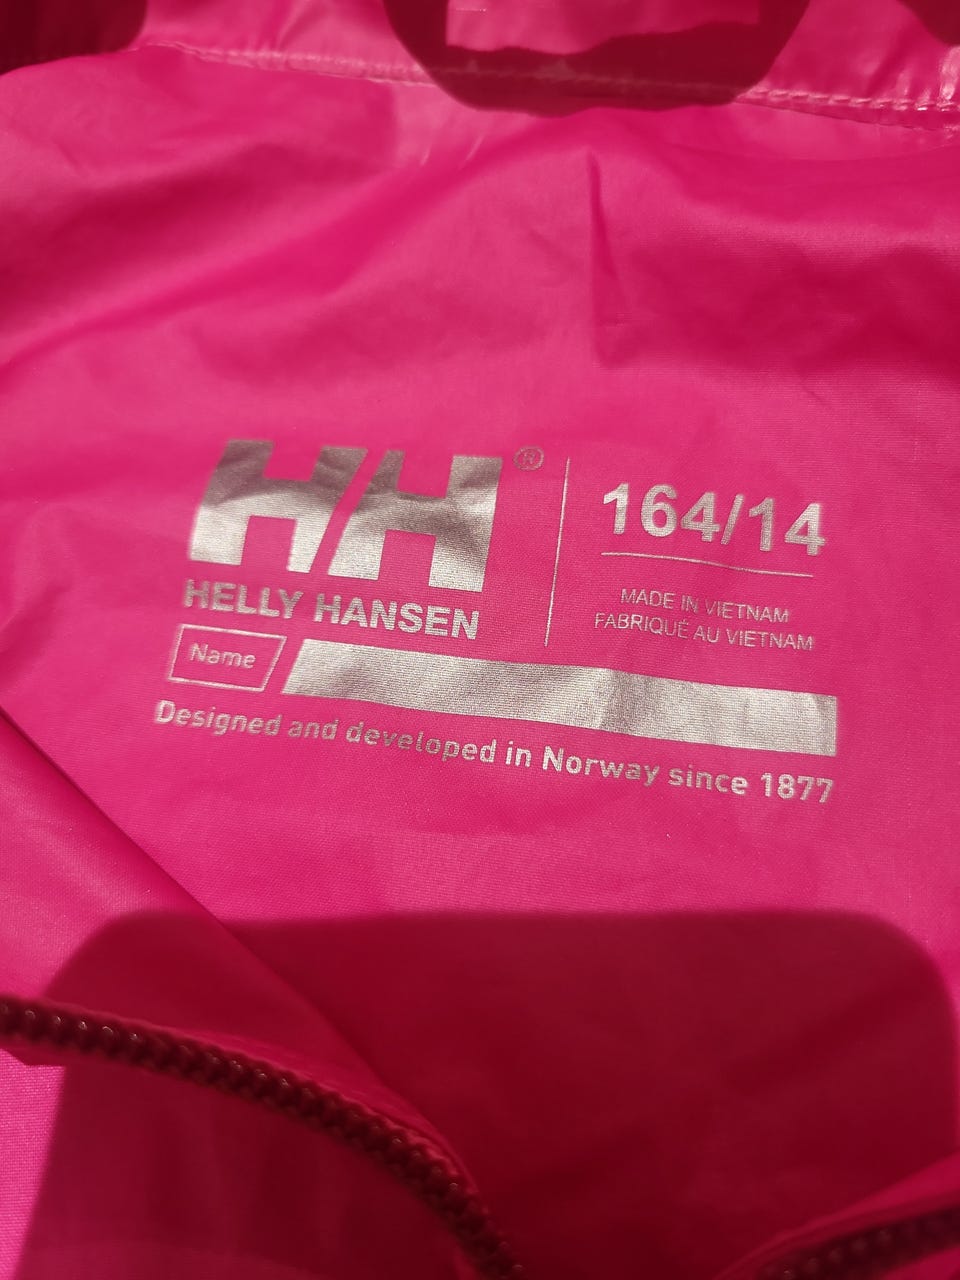 HH®
HELLY HANSEN
164/14
MADE IN VIETNAM
FABRIQUÉ AU VIETNAM
Name
Designed and developed in Norway since 1877